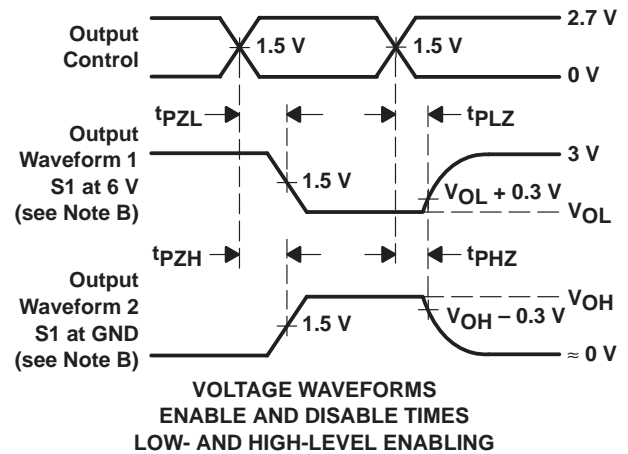 Output
Control
1.5 V
1.5 V
2.7 V
0 V
tPZL
tPLZ
Output
Waveform 1
S1 at 6 V
(see Note B)
1.5 V
3 V
VOL + 0.3 V
VOL
tPZH
tPHZ
Output
Waveform 2
S1 at GND
(see Note B)
1.5 V
VOH
VOH − 0.3 V
≈ 0 V
VOLTAGE WAVEFORMS
ENABLE AND DISABLE TIMES
LOW- AND HIGH-LEVEL ENABLING